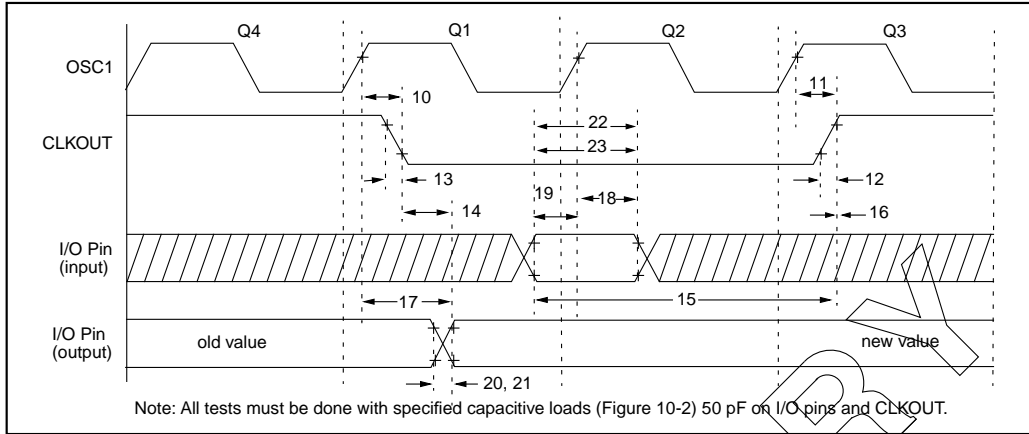 Q4 Q1 Q2 Q3
OSC1
10
11
CLKOUT
22
23
13
12
19
18
14
16
I/O Pin
(input)
17
15
I/O Pin
(output)
old value
new value
20, 21
Note: All tests must be done with specified capacitive loads (Figure 10-2) 50 pF on I/O pins and CLKOUT.
R Y